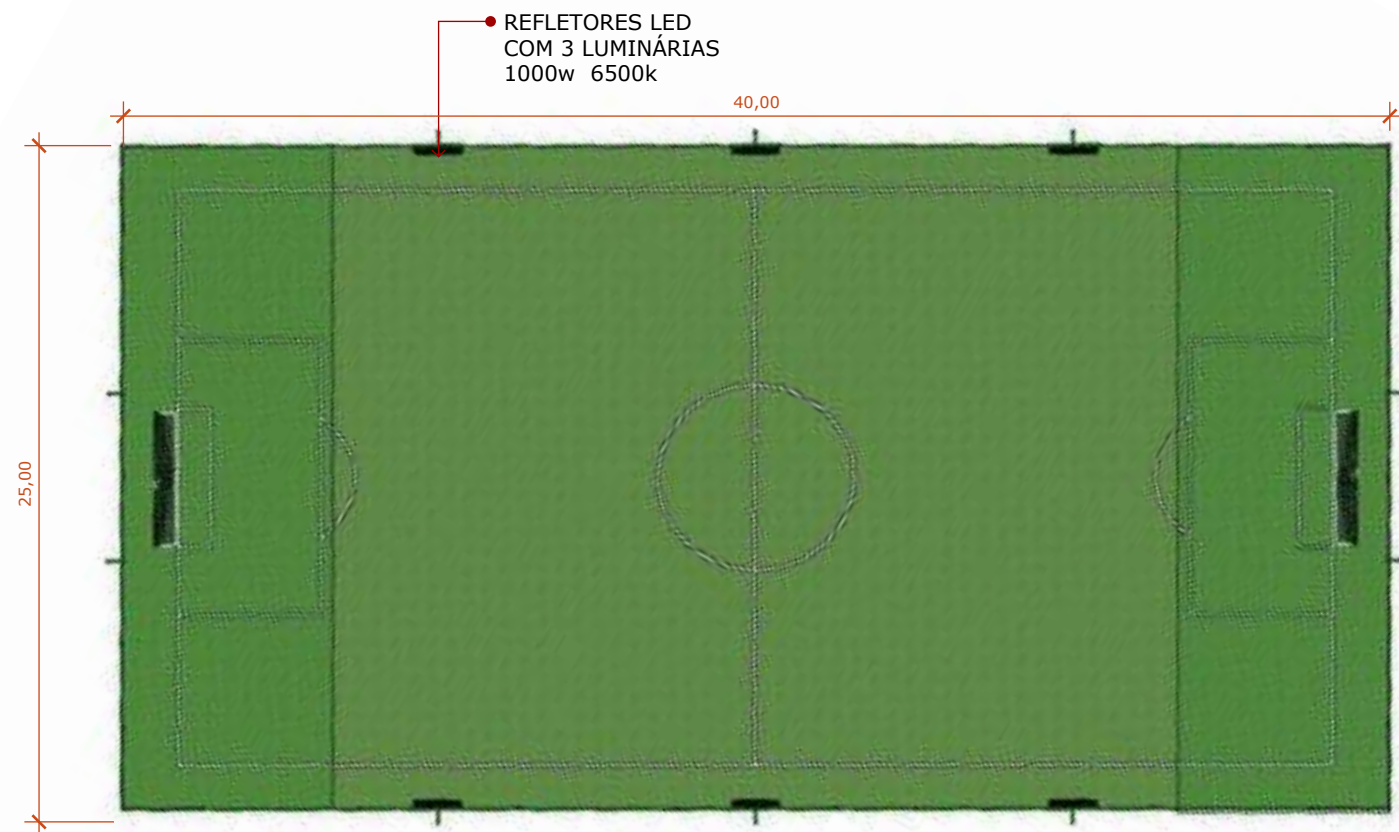 REFLETORES LED
COM 3 LUMINÁRIAS
1000w  6500k
40,00
25,00